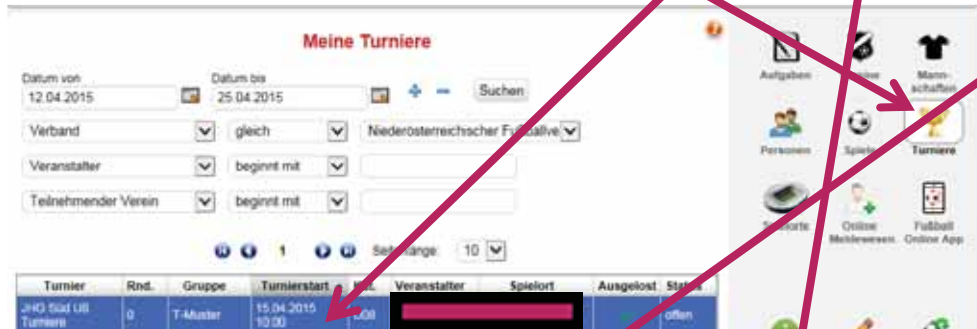 Meine Turniere
Datum von Datum bis
12.04.2015 25.04.2015 Suchen
Verband gleich Niederösterreichischer Fußballve
Veranstalter beginnt mit
Teilnehmender Verein beginnt mit
1 10
Turnier Rnd. Gruppe Turnierstart Veranstalter Spielort Ausgelost Status
JHG Süd U8 Turniere 0 T-Muster 15.04.2015 10:00 U08 offen
Aufgaben Mann-
schaften
Personen Spiele Turniere
Online
Meldewesen
Fußball
Online App